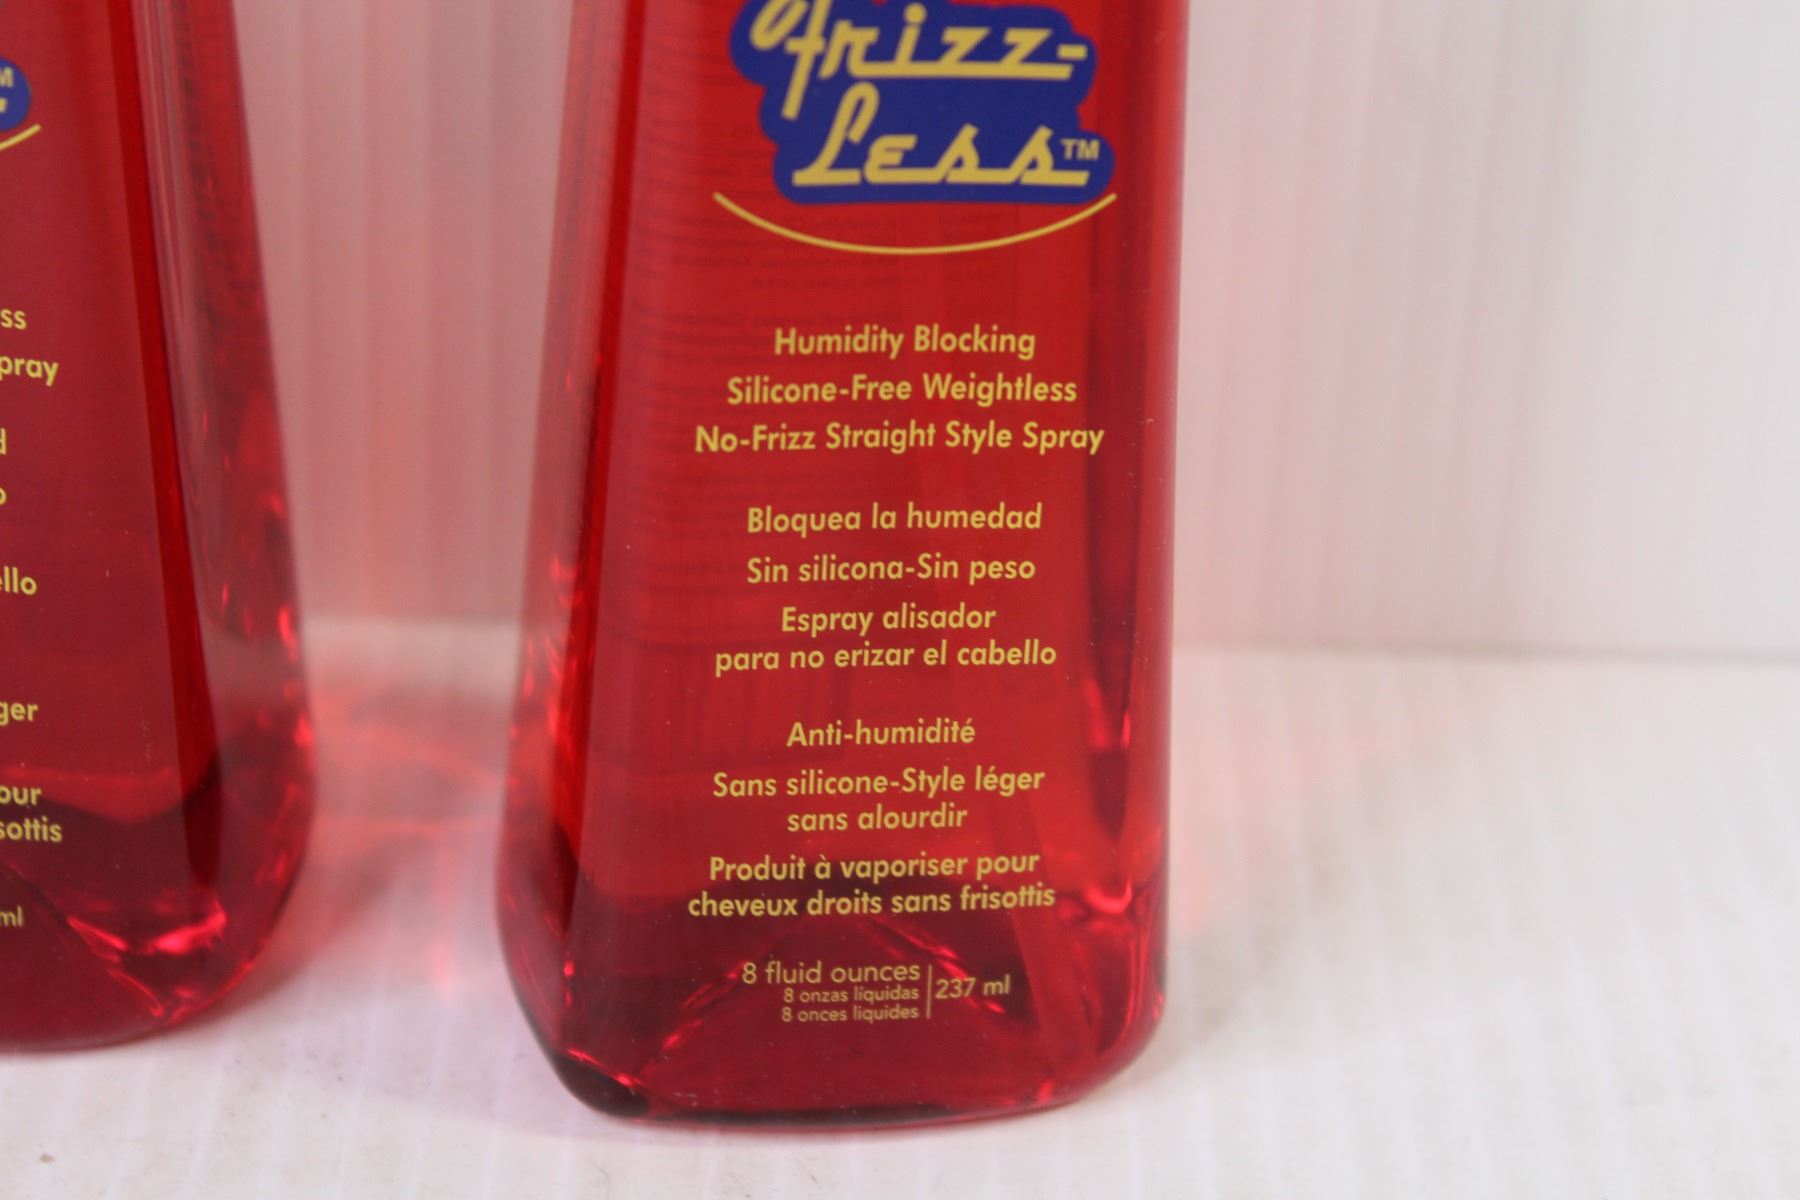 Frizz-
Less™
Humidity Blocking
Silicone-Free Weightless
No-Frizz Straight Style Spray
Bloquea la humedad
Sin silicona-Sin peso
Espray alisador
para no erizar el cabello
Anti-humidité
Sans silicone-Style léger
sans alourdir
Produit à vaporiser pour
cheveux droits sans frisottis
8 fluid ounces
8 onzas líquidas
8 onces liquides
237 ml